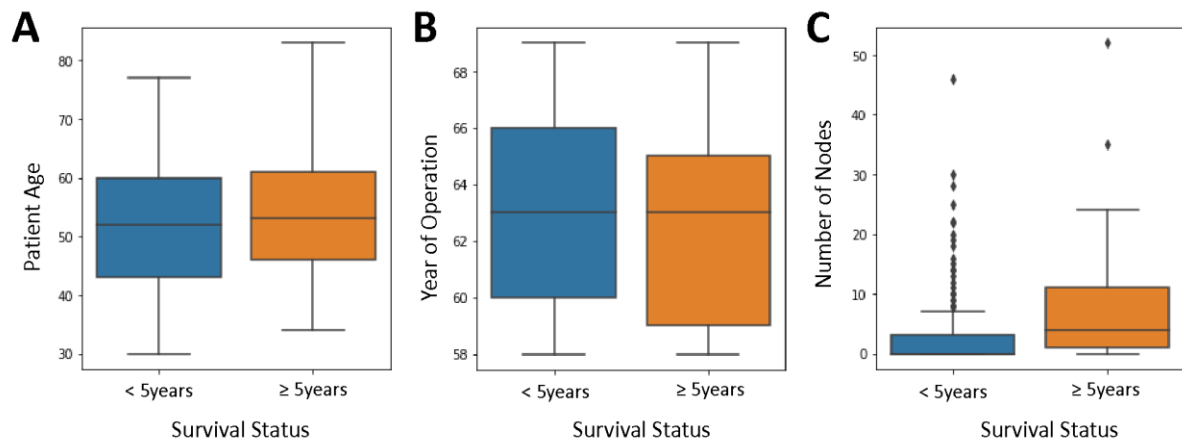 A
Patient Age
80
70
60
50
40
30
< 5years
≥ 5years
Survival Status
B
Year of Operation
68
66
64
62
60
58
< 5years
≥ 5years
Survival Status
C
Number of Nodes
50
40
30
20
10
0
< 5years
≥ 5years
Survival Status